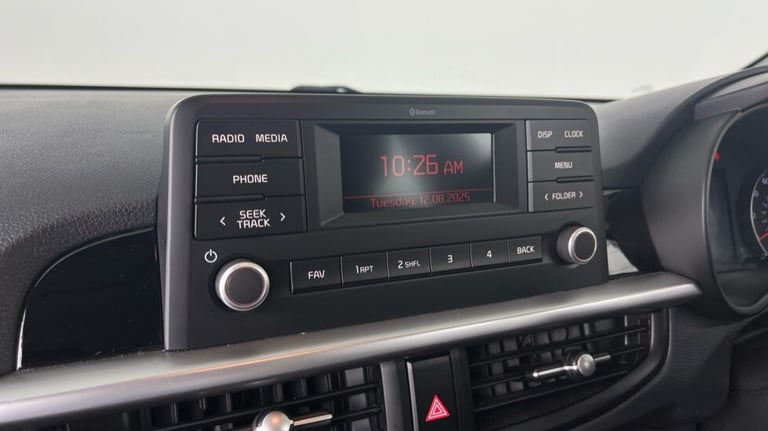 Bluetooth
RADIO MEDIA
PHONE
< SEEK TRACK >
10:26 AM
Tuesday, 12.08.2025
DISP CLOCK
MENU
< FOLDER >
FAV
1 RPT
2 SHFL
3
4
BACK